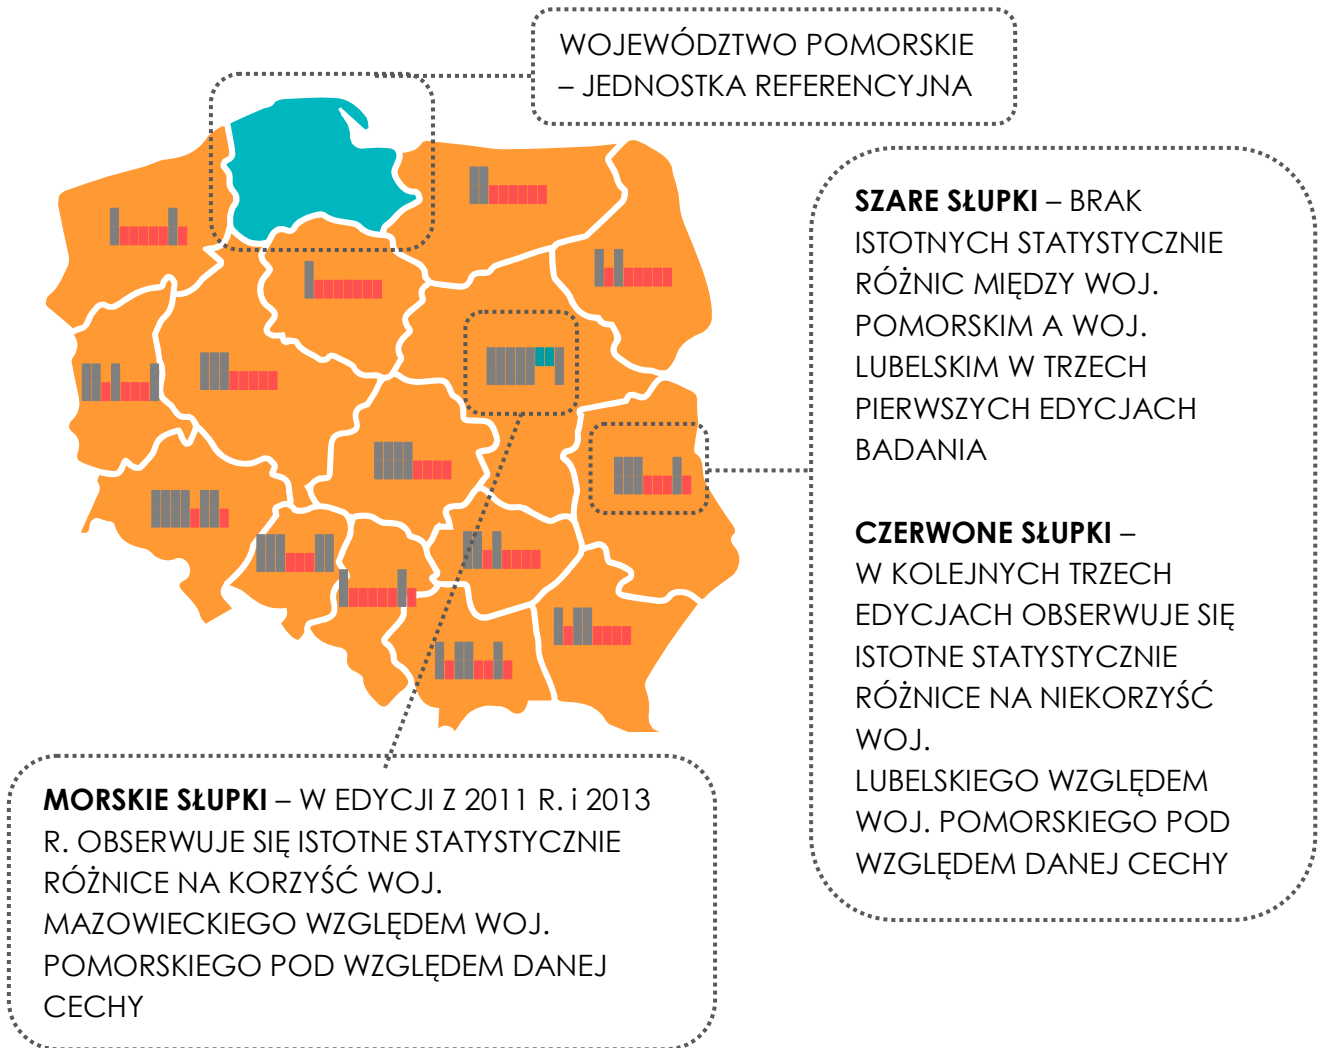 WOJEWÓDZTWO POMORSKIE
– JEDNOSTKA REFERENCYJNA
SZARE SŁUPKI – BRAK
ISTOTNYCH STATYSTYCZNIE
RÓŻNIC MIĘDZY WOJ.
POMORSKIM A WOJ.
LUBELSKIM W TRZECH
PIERWSZYCH EDYCJACH
BADANIA
CZERWONE SŁUPKI –
W KOLEJNYCH TRZECH
EDYCJACH OBSERWUJE SIĘ
ISTOTNE STATYSTYCZNIE
RÓŻNICE NA NIEKORZYŚĆ
WOJ.
LUBELSKIEGO WZGLĘDEM
WOJ. POMORSKIEGO POD
WZGLĘDEM DANEJ CECHY
MORSKIE SŁUPKI – W EDYCJI Z 2011 R. i 2013
R. OBSERWUJE SIĘ ISTOTNE STATYSTYCZNIE
RÓŻNICE NA KORZYŚĆ WOJ.
MAZOWIECKIEGO WZGLĘDEM WOJ.
POMORSKIEGO POD WZGLĘDEM DANEJ
CECHY